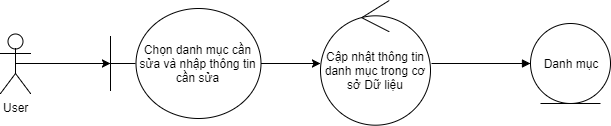 User
Chọn danh mục cần
sửa và nhập thông tin
cần sửa
Cập nhật thông tin
danh mục trong cơ
sở Dữ liệu
Danh mục